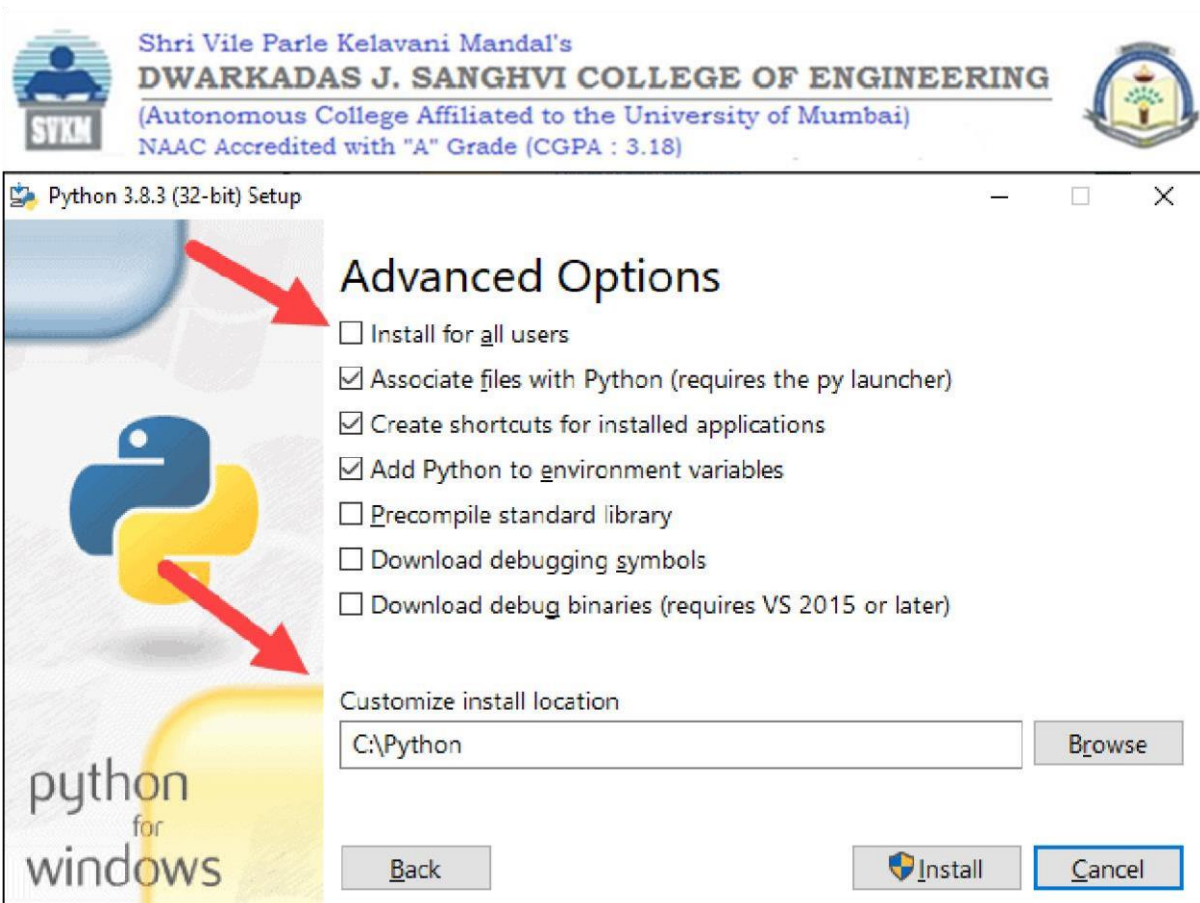 Shri Vile Parle Kelavani Mandal's
DWARKADAS J. SANGHVI COLLEGE OF ENGINEERING
(Autonomous College Affiliated to the University of Mumbai)
NAAC Accredited with "A" Grade (CGPA : 3.18)
SVKM
Python 3.8.3 (32-bit) Setup
Advanced Options
Install for all users
Associate files with Python (requires the py launcher)
Create shortcuts for installed applications
Add Python to environment variables
Precompile standard library
Download debugging symbols
Download debug binaries (requires VS 2015 or later)
Customize install location
C:\Python
Browse
python
for
windows
Back
Install
Cancel